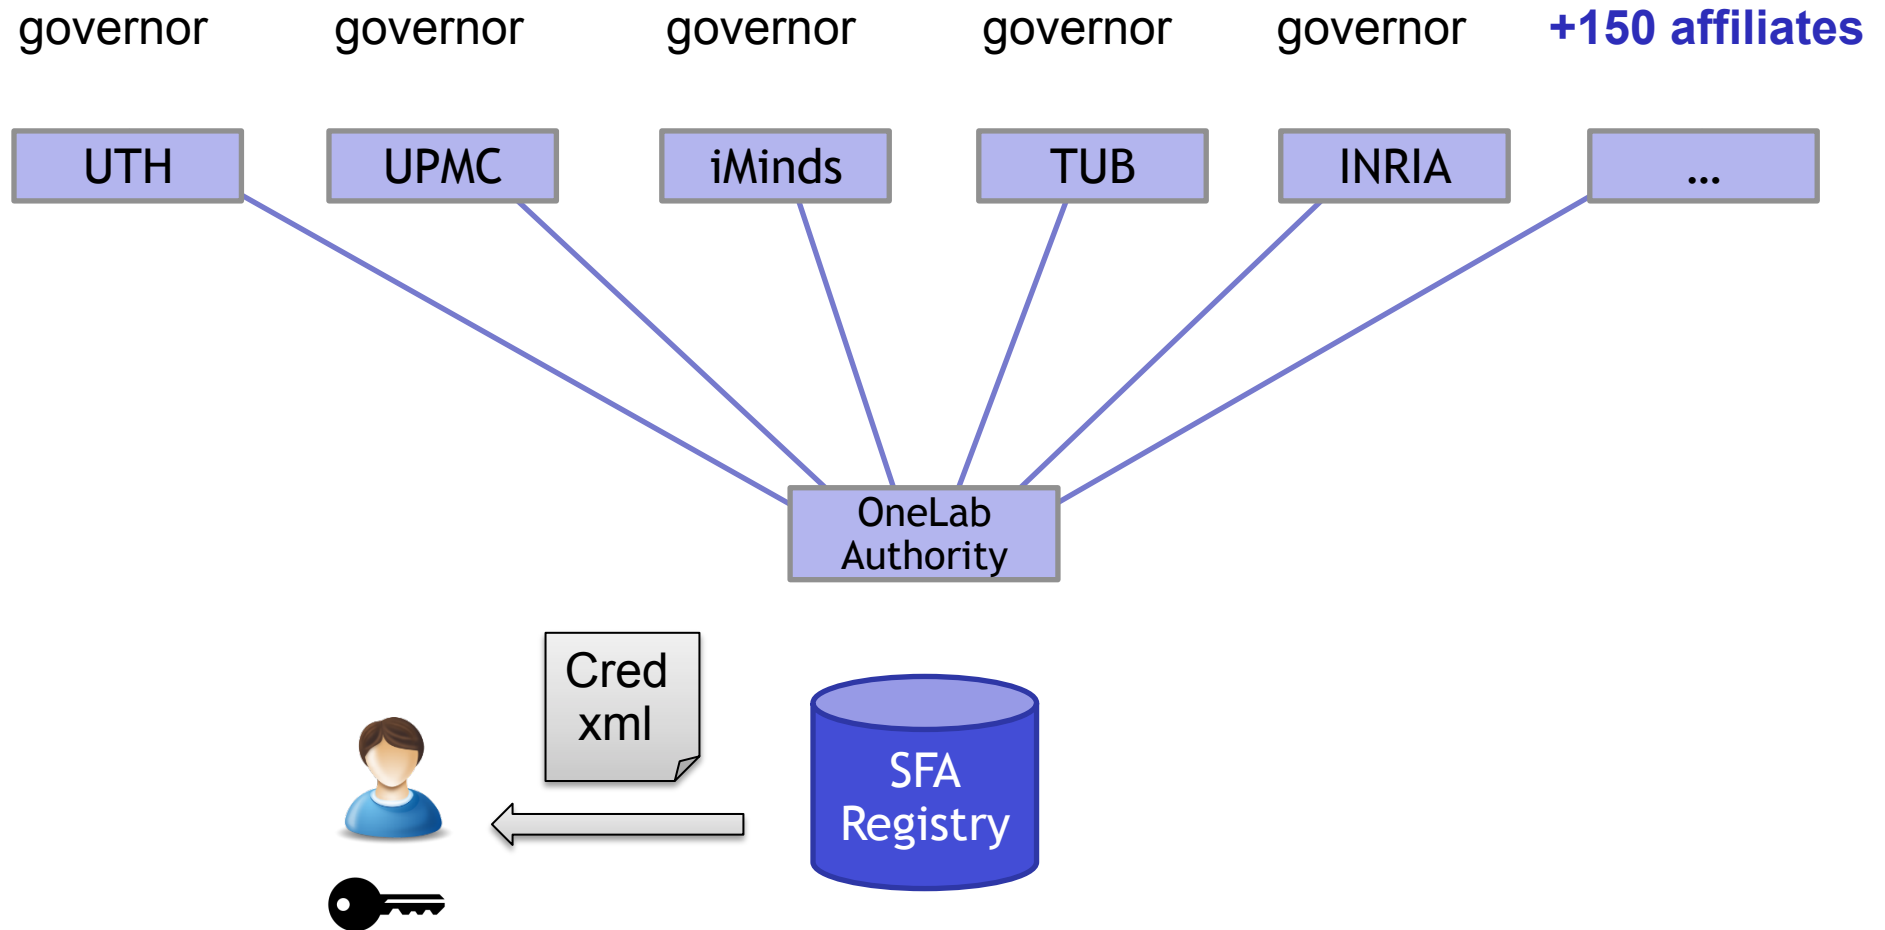 governor governor governor governor governor +150 affiliates
UTH UPMC iMinds TUB INRIA ...
OneLab
Authority
Cred
xml
SFA
Registry